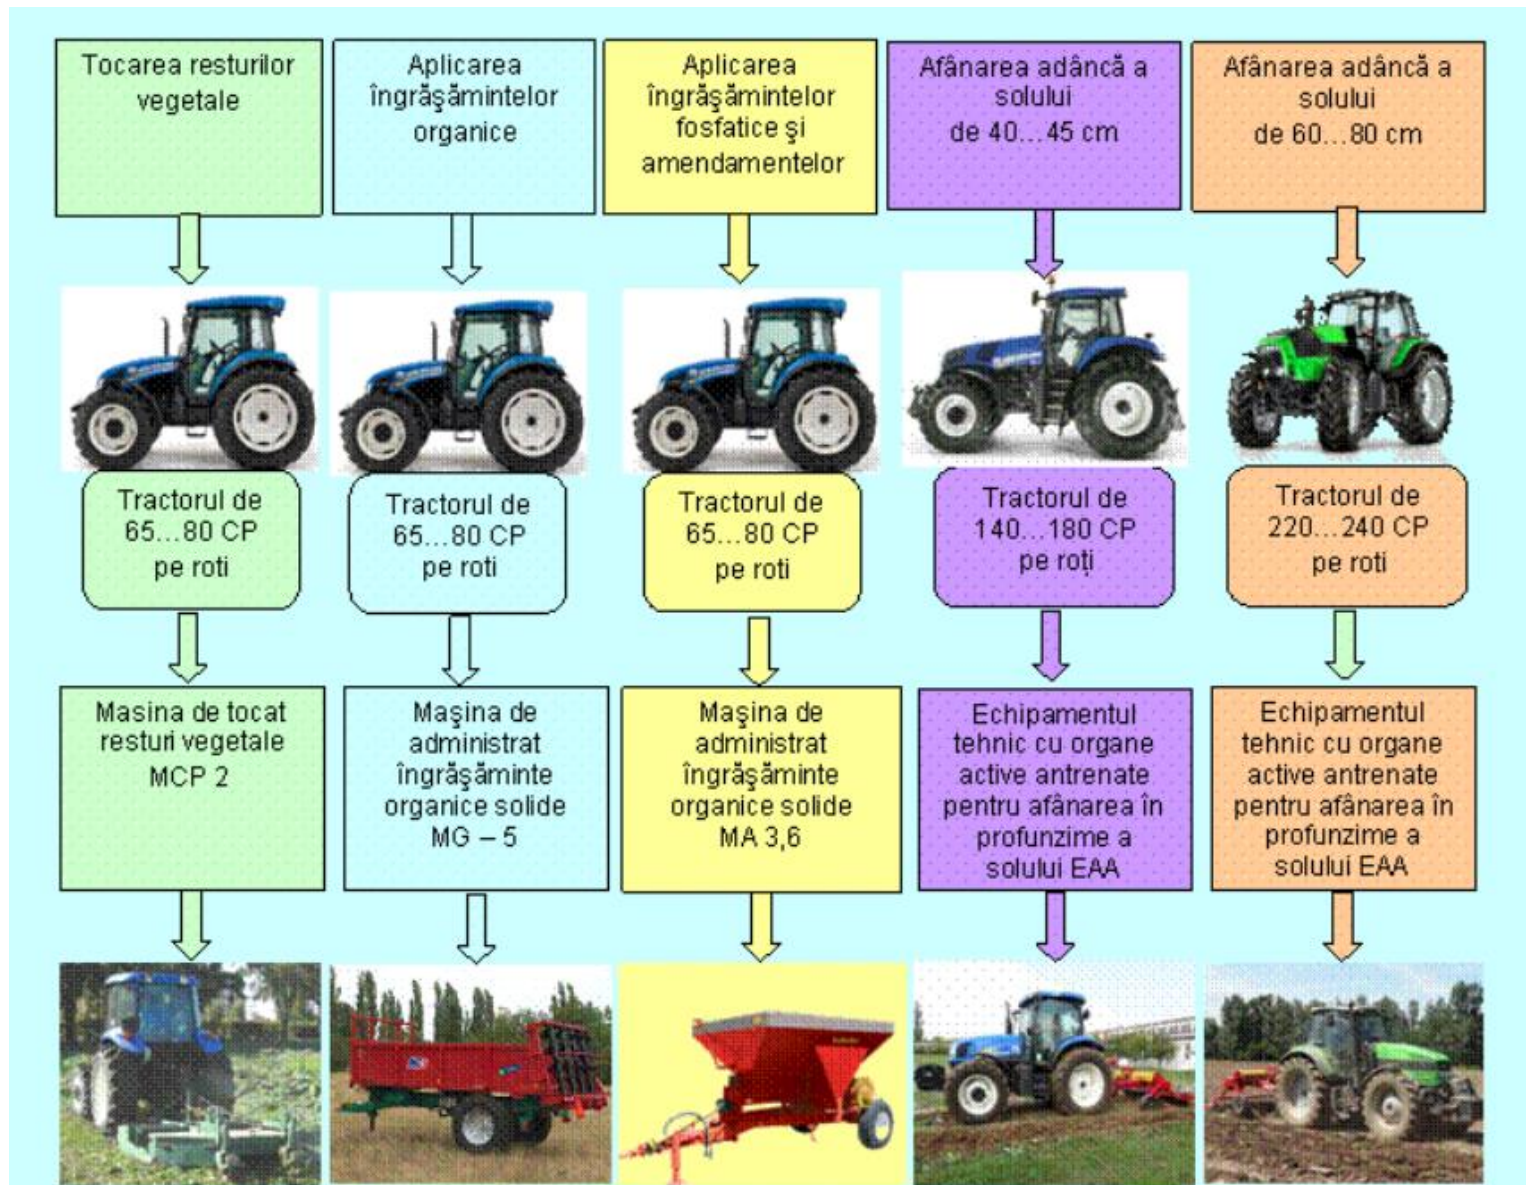 Tocarea resturilor
vegetale
Aplicarea
îngrăşămintelor
organice
Aplicarea
îngrăşămintelor
fosfatice şi
amendamentelor
Afânarea adâncă a
solului
de 40...45 cm
Afânarea adâncă a
solului
de 60...80 cm
Tractorul de
65...80 CP
pe roti
Tractorul de
65...80 CP
pe roti
Tractorul de
65...80 CP
pe roti
Tractorul de
140...180 CP
pe roţi
Tractorul de
220...240 CP
pe roti
Masina de tocat
resturi vegetale
MCP 2
Maşina de
administrat
îngrăşăminte
organice solide
MG – 5
Maşina de
administrat
îngrăşăminte
organice solide
MA 3,6
Echipamentul
tehnic cu organe
active antrenate
pentru afânarea în
profunzime a
solului EAA
Echipamentul
tehnic cu organe
active antrenate
pentru afânarea în
profunzime a
solului EAA